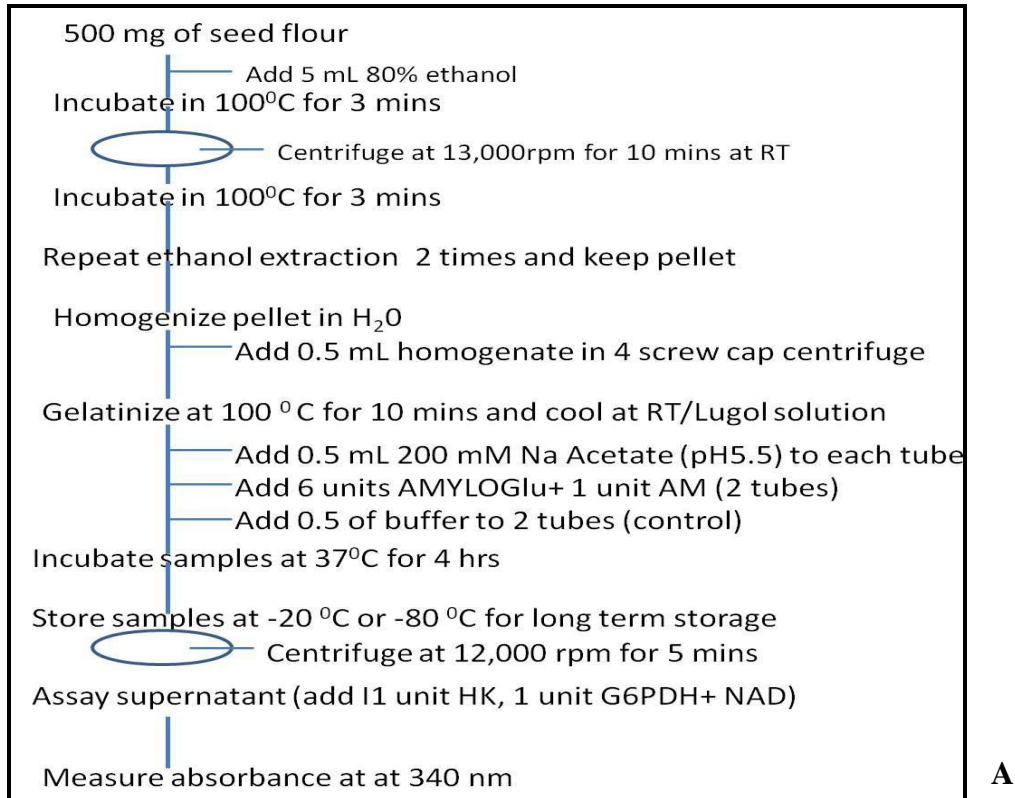 500 mg of seed flour
Add 5 mL 80% ethanol
Incubate in 100⁰C for 3 mins
Centrifuge at 13,000rpm for 10 mins at RT
Incubate in 100⁰C for 3 mins
Repeat ethanol extraction 2 times and keep pellet
Homogenize pellet in H₂0
Add 0.5 mL homogenate in 4 screw cap centrifuge
Gelatinize at 100 ⁰ C for 10 mins and cool at RT/Lugol solution
Add 0.5 mL 200 mM Na Acetate (pH5.5) to each tube
Add 6 units AMYLOGlu+ 1 unit AM (2 tubes)
Add 0.5 of buffer to 2 tubes (control)
Incubate samples at 37⁰C for 4 hrs
Store samples at -20 ⁰C or -80 ⁰C for long term storage
Centrifuge at 12,000 rpm for 5 mins
Assay supernatant (add I1 unit HK, 1 unit G6PDH+ NAD)
Measure absorbance at at 340 nm
A